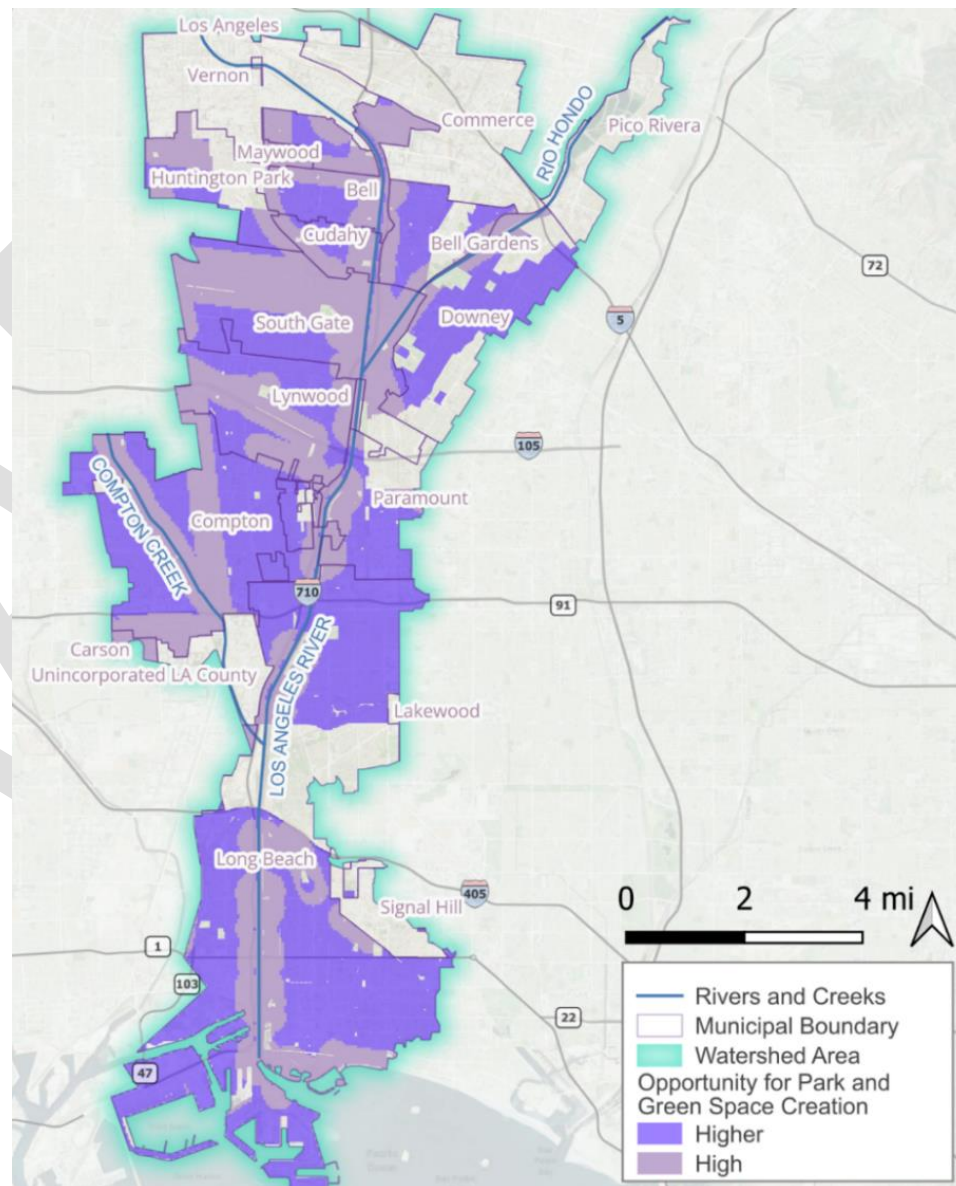 Los Angeles
Vernon
Commerce
Pico Rivera
RIO HONDO
Maywood
Huntington Park
Bell
Cudahy
Bell Gardens
72
5
South Gate
Downey
Lynwood
105
COMPTON CREEK
Compton
Paramount
710
91
Carson
Unincorporated LA County
LOS ANGELES RIVER
Lakewood
Long Beach
405
Signal Hill
0 2 4 mi
1
103
22
47
Rivers and Creeks
Municipal Boundary
Watershed Area
Opportunity for Park and
Green Space Creation
Higher
High